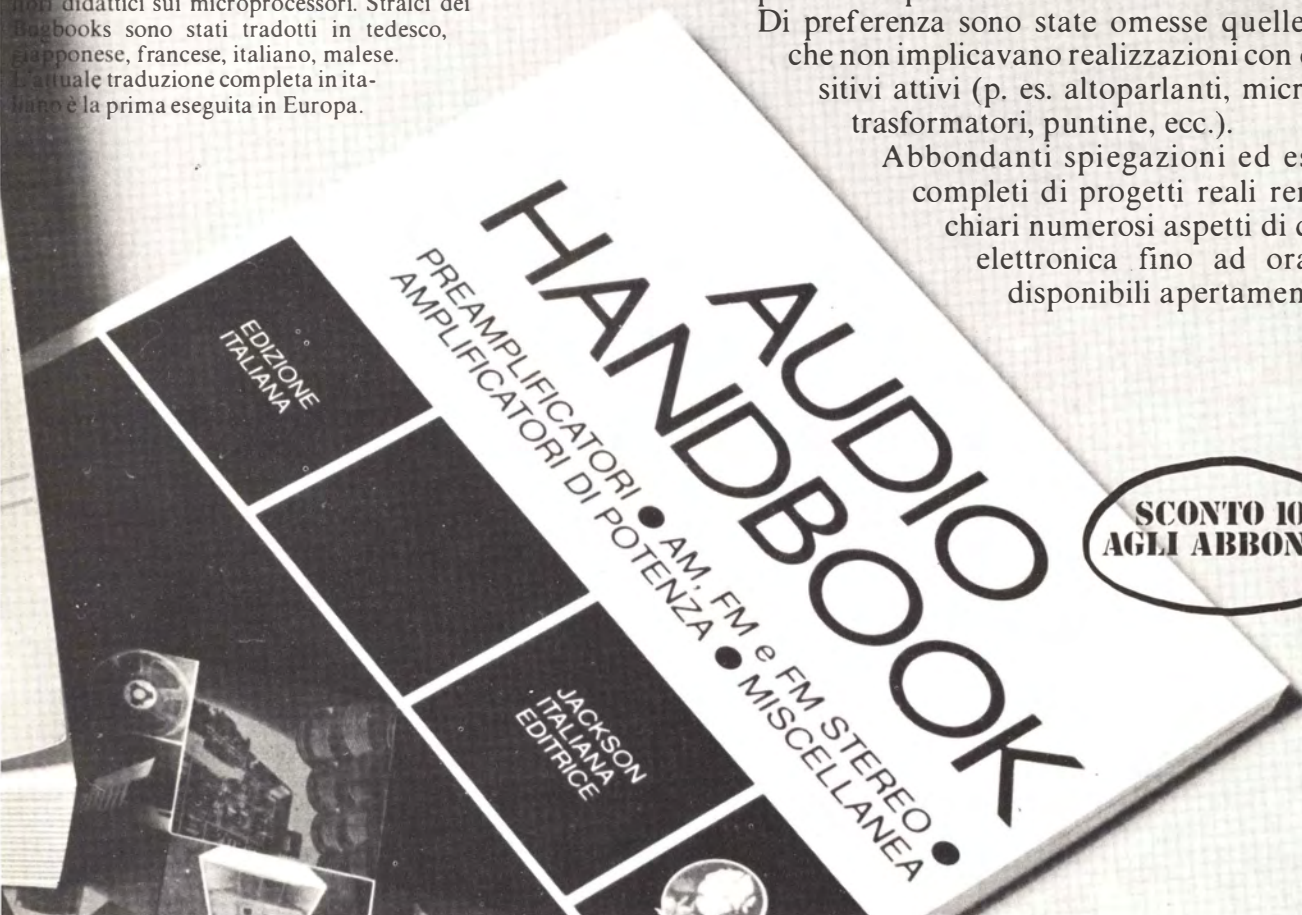 didattici sui microprocessori. Stralci dei
Bugbooks sono stati tradotti in tedesco,
giapponese, francese, italiano, malese.
L'attuale traduzione completa in ita-
liano è la prima eseguita in Europa.
Di preferenza sono state omesse quelle
che non implicavano realizzazioni con
sitivi attivi (p. es. altoparlanti, micr
trasformatori, puntine, ecc.).
Abbondanti spiegazioni ed es
completi di progetti reali ren
chiari numerosi aspetti di
elettronica fino ad ora
disponibili apertamen
AUDIO
HANDBOOK
PREAMPLIFICATORI ● AM, FM e FM STEREO ●
AMPLIFICATORI DI POTENZA ● MISCELLANEA
EDIZIONE
ITALIANA
JACKSON
ITALIANA
EDITRICE
SCONTO 10
AGLI ABBON